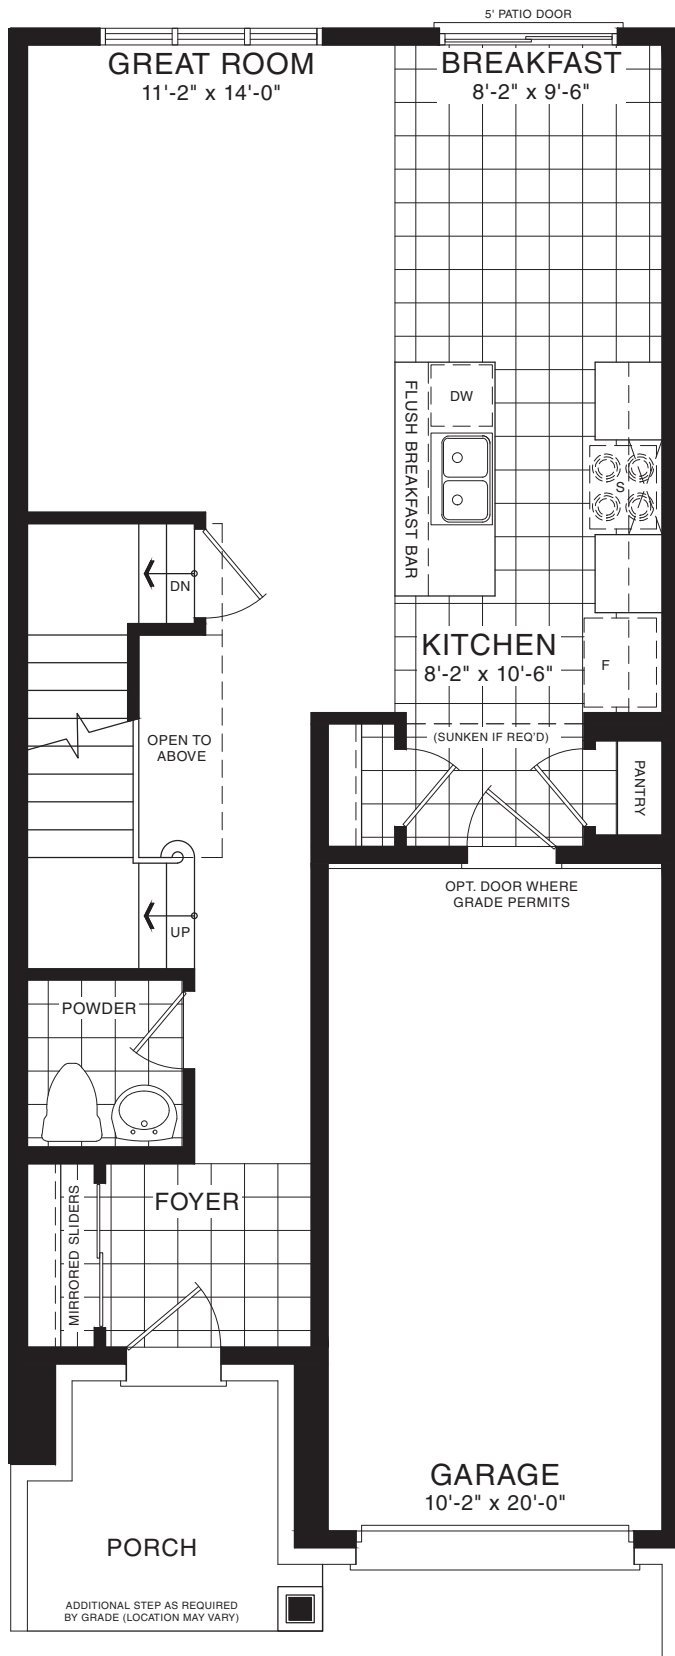 5' PATIO DOOR
GREAT ROOM
11'-2" x 14'-0"
BREAKFAST
8'-2" x 9'-6"
DW
FLUSH BREAKFAST BAR
S
DN
KITCHEN
8'-2" x 10'-6"
F
OPEN TO
ABOVE
(SUNKEN IF REQ'D)
PANTRY
OPT. DOOR WHERE
GRADE PERMITS
UP
POWDER
FOYER
MIRRORED SLIDERS
GARAGE
10'-2" x 20'-0"
PORCH
ADDITIONAL STEP AS REQUIRED
BY GRADE (LOCATION MAY VARY)